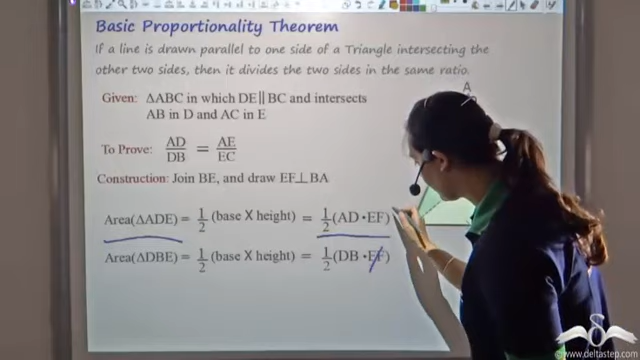 Basic Proportionality Theorem
If a line is drawn parallel to one side of a Triangle intersecting the
other two sides, then it divides the two sides in the same ratio.
A
Given: ΔABC in which DE || BC and intersects
AB in D and AC in E
To Prove: AD/DB = AE/EC
Construction: Join BE, and draw EF⊥BA
Area(ΔADE) = 1/2 (base X height) = 1/2(AD·EF)
Area(ΔDBE) = 1/2 (base X height) = 1/2(DB·EF)
www.deltastep.com